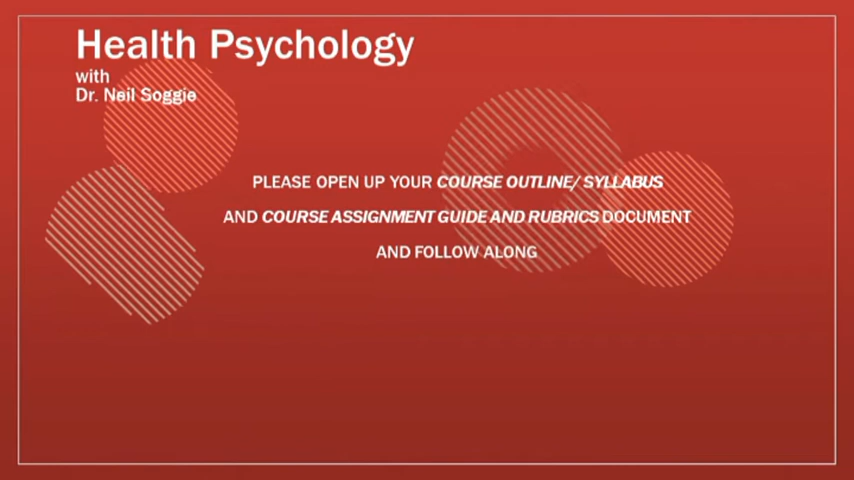 Health Psychology
with
Dr. Neil Soggie
PLEASE OPEN UP YOUR COURSE OUTLINE/ SYLLABUS
AND COURSE ASSIGNMENT GUIDE AND RUBRICS DOCUMENT
AND FOLLOW ALONG